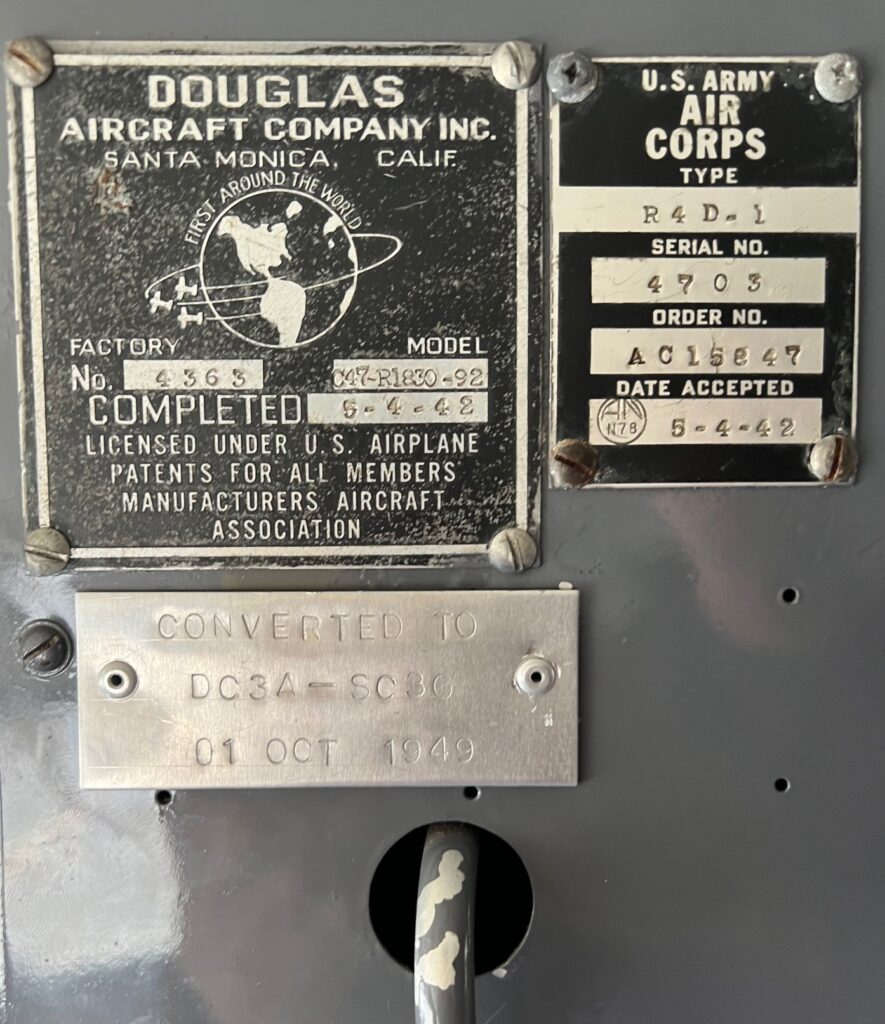 DOUGLAS
AIRCRAFT COMPANY INC.
SANTA MONICA, CALIF.
FIRST AROUND THE WORLD
FACTORY MODEL
No. 4363 C47-R1830-92
COMPLETED 5-4-42
LICENSED UNDER U.S. AIRPLANE
PATENTS FOR ALL MEMBERS
MANUFACTURERS AIRCRAFT
ASSOCIATION
U.S. ARMY
AIR
CORPS
TYPE
R4D-1
SERIAL NO.
4703
ORDER NO.
AC15847
DATE ACCEPTED
AN
N78
5-4-42
CONVERTED TO
DC3A-SC3G
01 OCT 1949